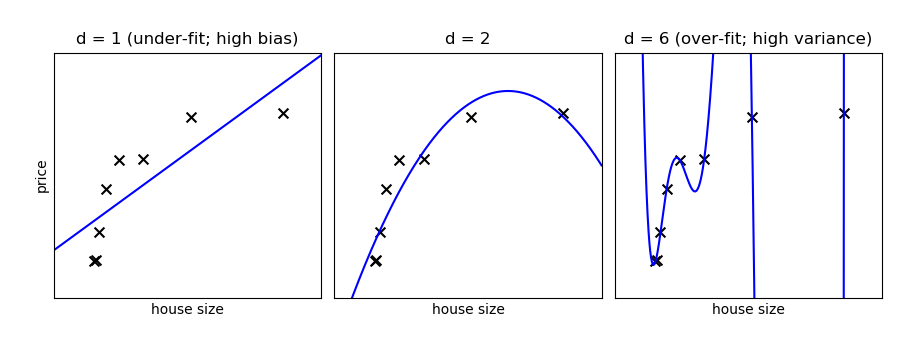 d = 1 (under-fit; high bias)
d = 2
d = 6 (over-fit; high variance)
price
house size
house size
house size